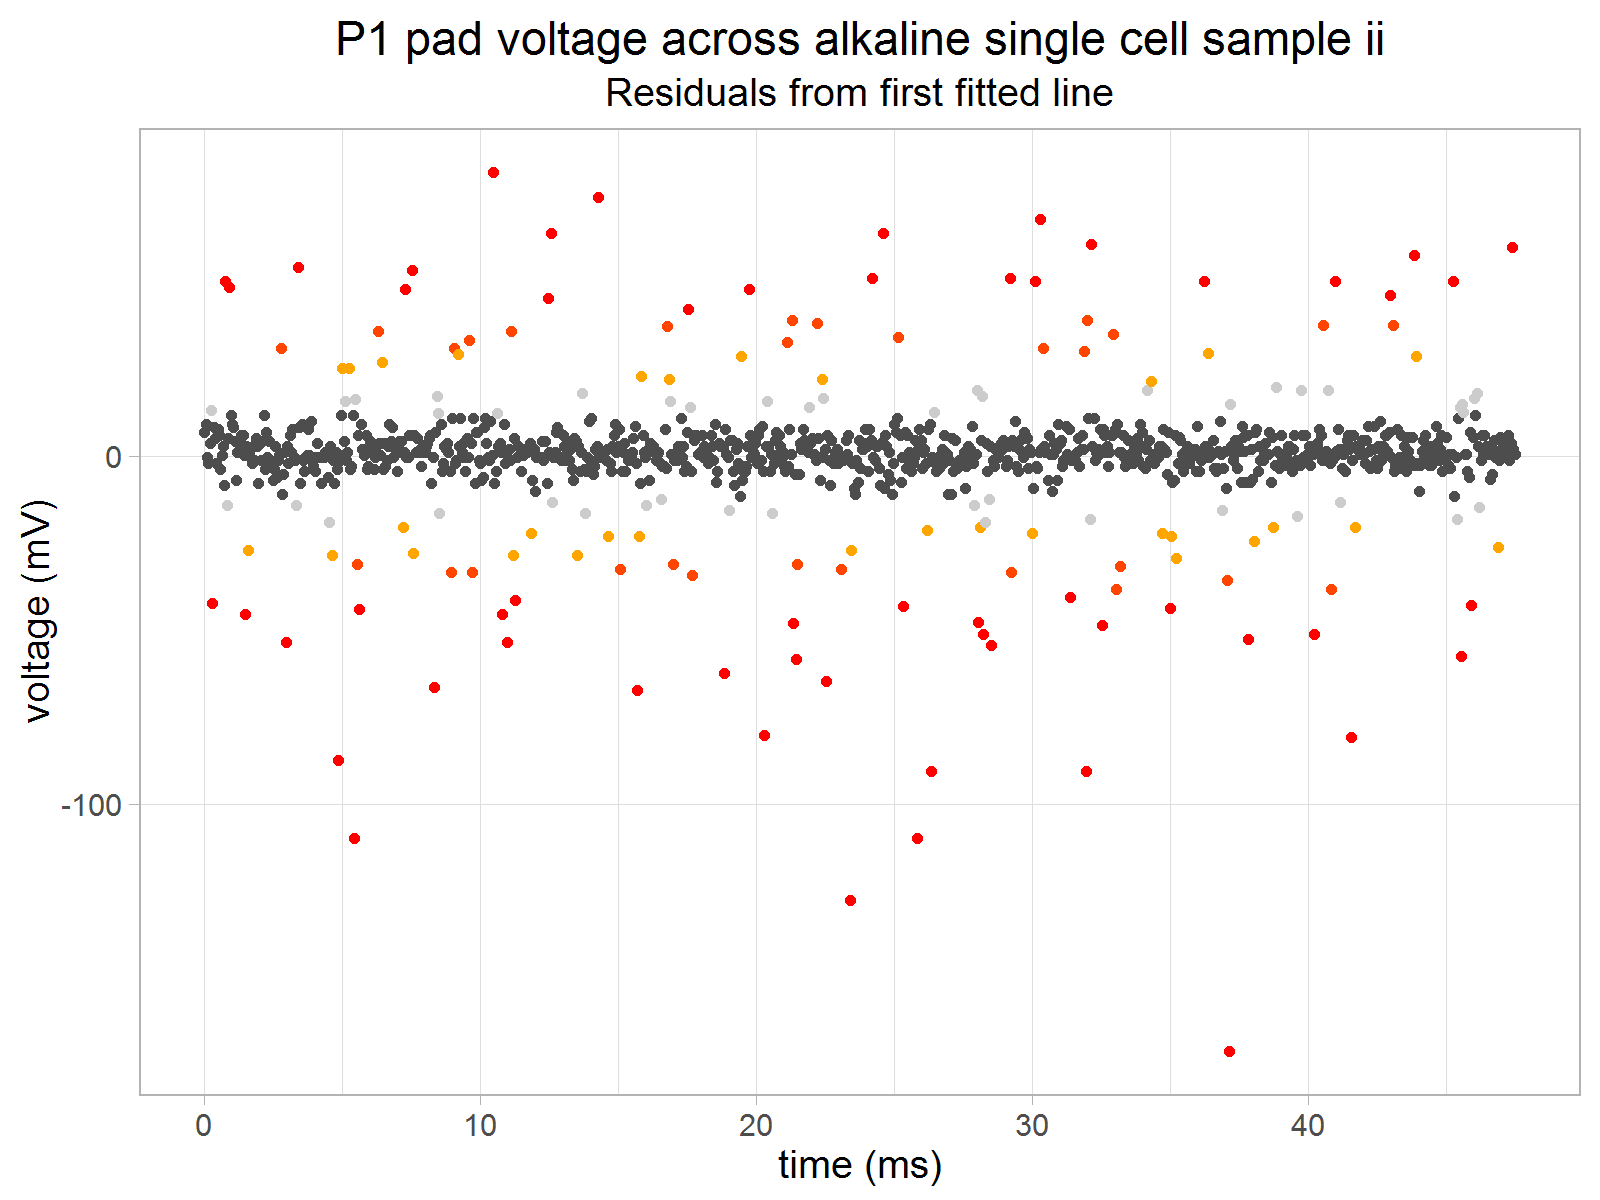 P1 pad voltage across alkaline single cell sample ii
Residuals from first fitted line
voltage (mV)
0
-100
0
10
20
30
40
time (ms)